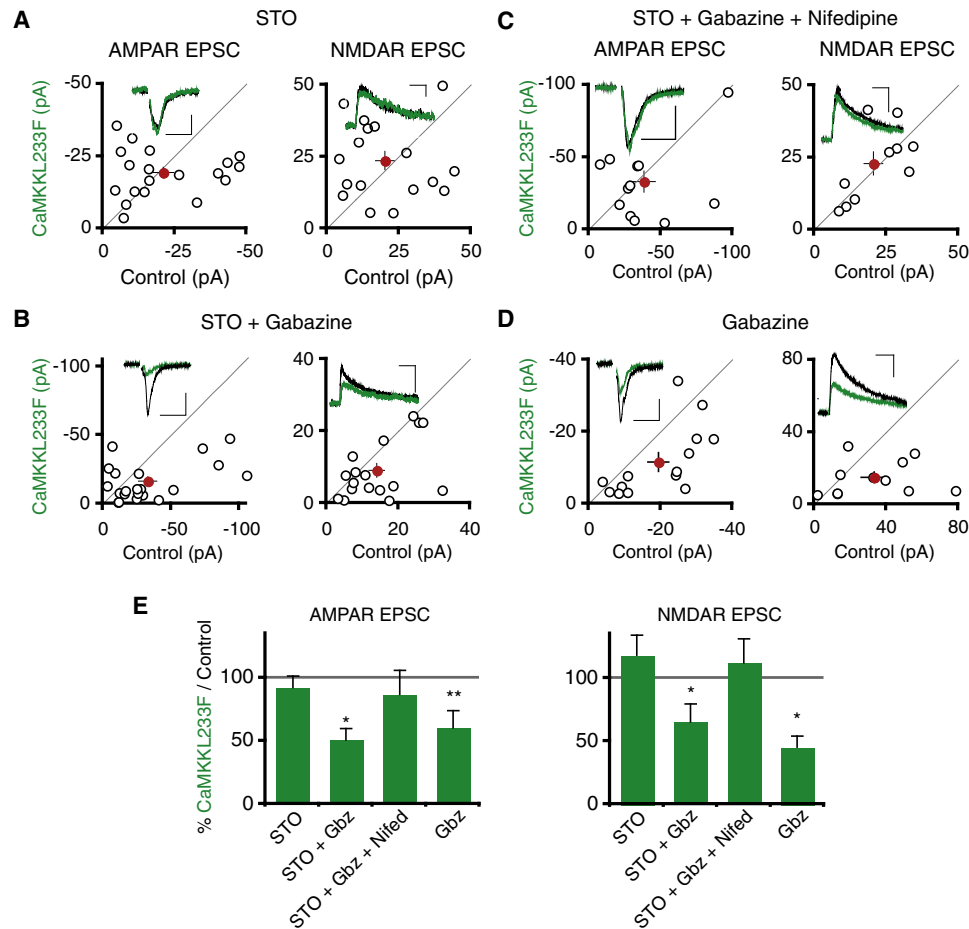 A
STO
AMPAR EPSC
NMDAR EPSC
CaMKKL233F (pA)
-50
-25
0
0
-25
-50
Control (pA)
50
25
0
0
25
50
Control (pA)
C
STO + Gabazine + Nifedipine
AMPAR EPSC
NMDAR EPSC
CaMKKL233F (pA)
-100
-50
0
0
-50
-100
Control (pA)
50
25
0
0
25
50
Control (pA)
B
STO + Gabazine
CaMKKL233F (pA)
-100
-50
0
0
-50
-100
Control (pA)
40
20
0
0
20
40
Control (pA)
D
Gabazine
CaMKKL233F (pA)
-40
-20
0
0
-20
-40
Control (pA)
80
40
0
0
40
80
Control (pA)
E
AMPAR EPSC
% CaMKKL233F / Control
100
50
0
*
**
STO
STO + Gbz
STO + Gbz + Nifed
Gbz
NMDAR EPSC
100
50
0
*
*
STO
STO + Gbz
STO + Gbz + Nifed
Gbz